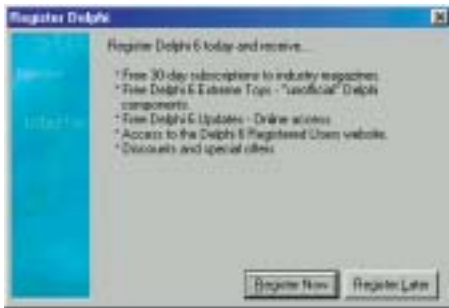 Register Delphi
Register Delphi 6 today and receive...
* Free 30-day subscriptions to industry magazines.
* Free Delphi 6 Extreme Toys - "unofficial" Delphi
components.
* Free Delphi 6 Updates - Online access.
* Access to the Delphi 6 Registered Users website.
* Discounts and special offers
Register Now
Register Later